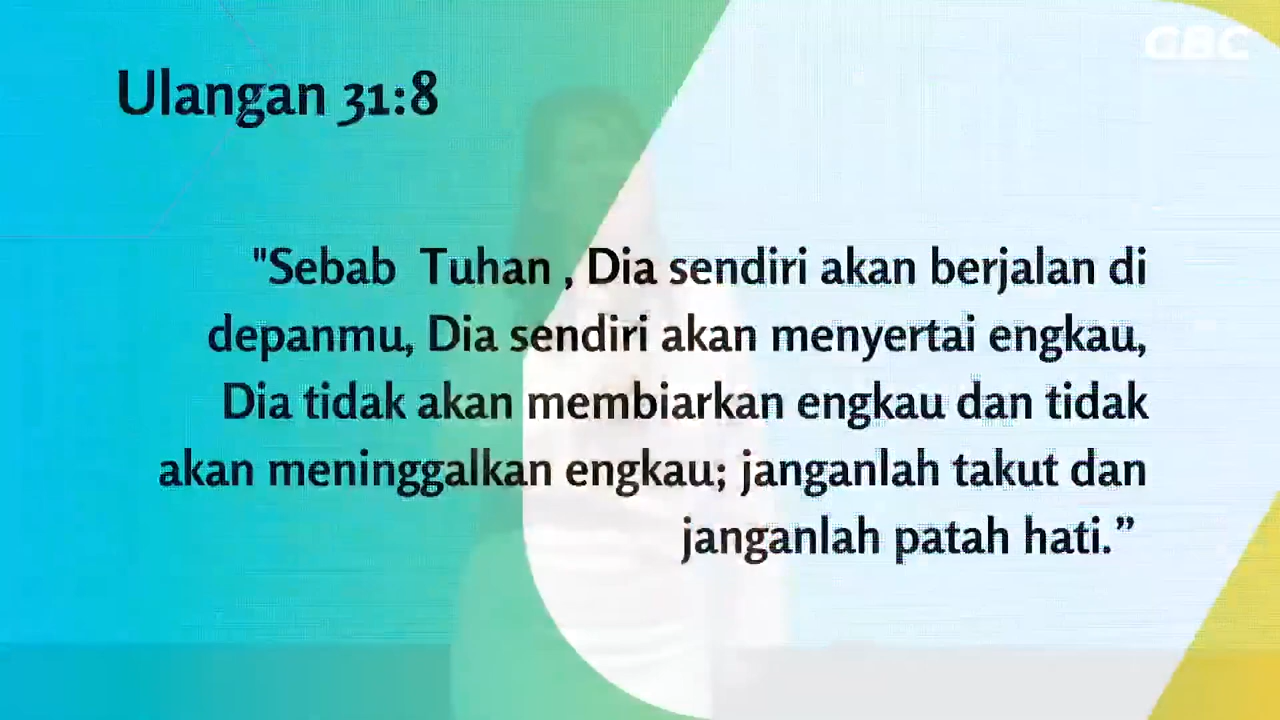 GBC
Ulangan 31:8
"Sebab  Tuhan , Dia sendiri akan berjalan di
depanmu, Dia sendiri akan menyertai engkau,
Dia tidak akan membiarkan engkau dan tidak
akan meninggalkan engkau; janganlah takut dan
janganlah patah hati.”